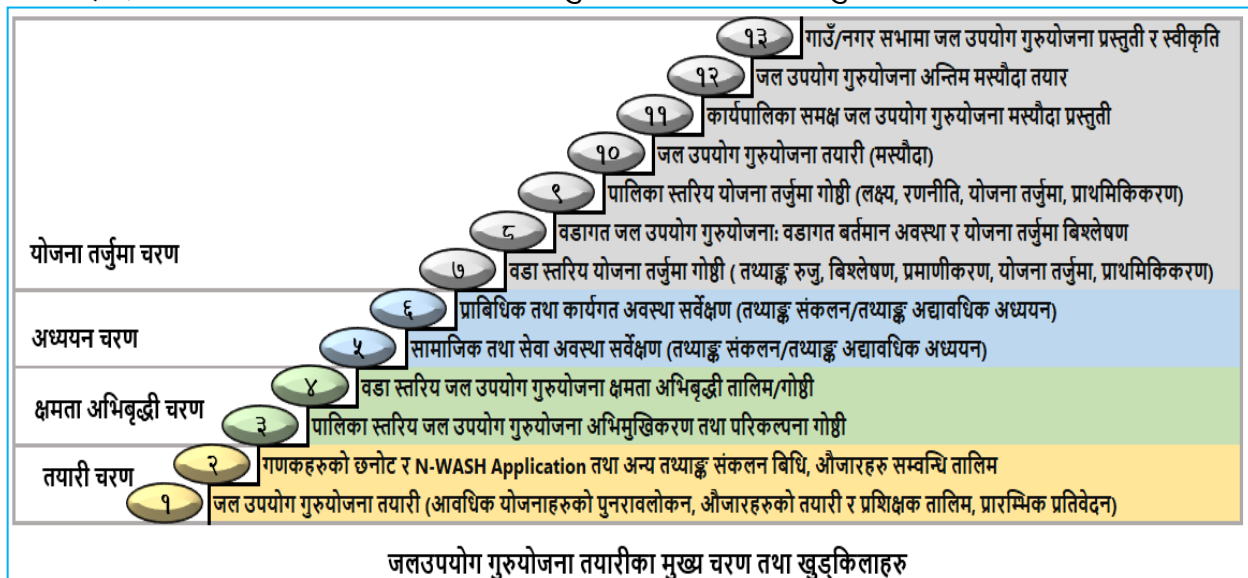 १३ गाउँ/नगर सभामा जल उपयोग गुरुयोजना प्रस्तुती र स्वीकृति
१२ जल उपयोग गुरुयोजना अन्तिम मस्यौदा तयार
११ कार्यपालिका समक्ष जल उपयोग गुरुयोजना मस्यौदा प्रस्तुती
१० जल उपयोग गुरुयोजना तयारी (मस्यौदा)
९ पालिका स्तरिय योजना तर्जुमा गोष्ठी (लक्ष्य, रणनीति, योजना तर्जुमा, प्राथमिकिकरण)
योजना तर्जुमा चरण
८ वडागत जल उपयोग गुरुयोजना: वडागत बर्तमान अवस्था र योजना तर्जुमा बिश्लेषण
७ वडा स्तरिय योजना तर्जुमा गोष्ठी ( तथ्याङ्क रुजु, बिश्लेषण, प्रमाणीकरण, योजना तर्जुमा, प्राथमिकिकरण)
अध्ययन चरण
६ प्राबिधिक तथा कार्यगत अवस्था सर्वेक्षण (तथ्याङ्क संकलन/तथ्याङ्क अद्यावधिक अध्ययन)
५ सामाजिक तथा सेवा अवस्था सर्वेक्षण (तथ्याङ्क संकलन/तथ्याङ्क अद्यावधिक अध्ययन)
क्षमता अभिबृद्धी चरण
४ वडा स्तरिय जल उपयोग गुरुयोजना क्षमता अभिबृद्धी तालिम/गोष्ठी
३ पालिका स्तरिय जल उपयोग गुरुयोजना अभिमुखिकरण तथा परिकल्पना गोष्ठी
तयारी चरण
२ गणकहरुको छनोट र N-WASH Application तथा अन्य तथ्याङ्क संकलन बिधि, औजारहरु सम्वन्धि तालिम
१ जल उपयोग गुरुयोजना तयारी (आवधिक योजनाहरुको पुनरावलोकन, औजारहरुको तयारी र प्रशिक्षक तालिम, प्रारम्भिक प्रतिवेदन)
जलउपयोग गुरुयोजना तयारीका मुख्य चरण तथा खुड्किलाहरु